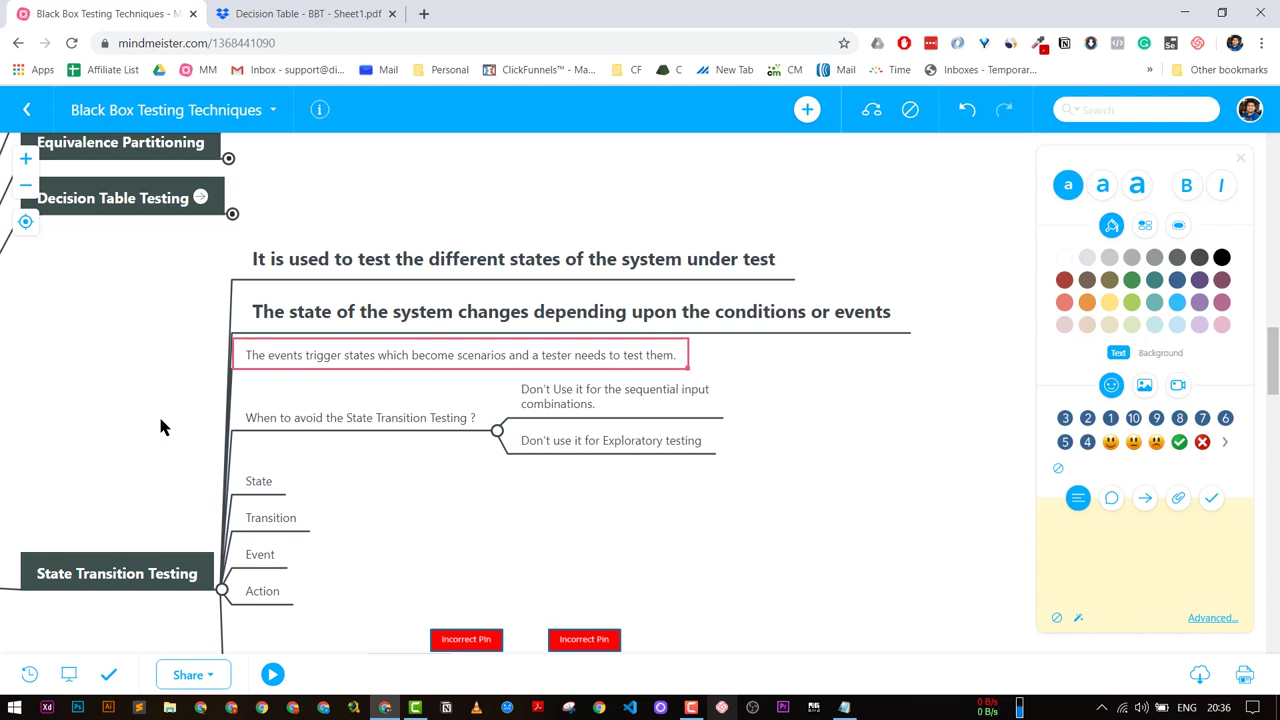 Black Box Testing Techniques - M
Decision Table - BBT - Sheet1.pdf
mindmeister.com/1368441090
Apps
Affiliate List
MM
Inbox - support@di...
Mail
Personal
ClickFunnels™ - Ma...
CF
C
New Tab
CM
Mail
Time
Inboxes - Temporar...
»
Other bookmarks
Black Box Testing Techniques
Search
Equivalence Partitioning
Decision Table Testing
It is used to test the different states of the system under test
The state of the system changes depending upon the conditions or events
The events trigger states which become scenarios and a tester needs to test them.
When to avoid the State Transition Testing ?
Don't Use it for the sequential input
combinations.
Don't use it for Exploratory testing
State
Transition
Event
Action
State Transition Testing
Incorrect Pin
Incorrect Pin
a a a B I
Text
Background
3 2 1 10 9 8 7 6
5 4
Advanced...
Share
0 B/s
0 B/s
20:36